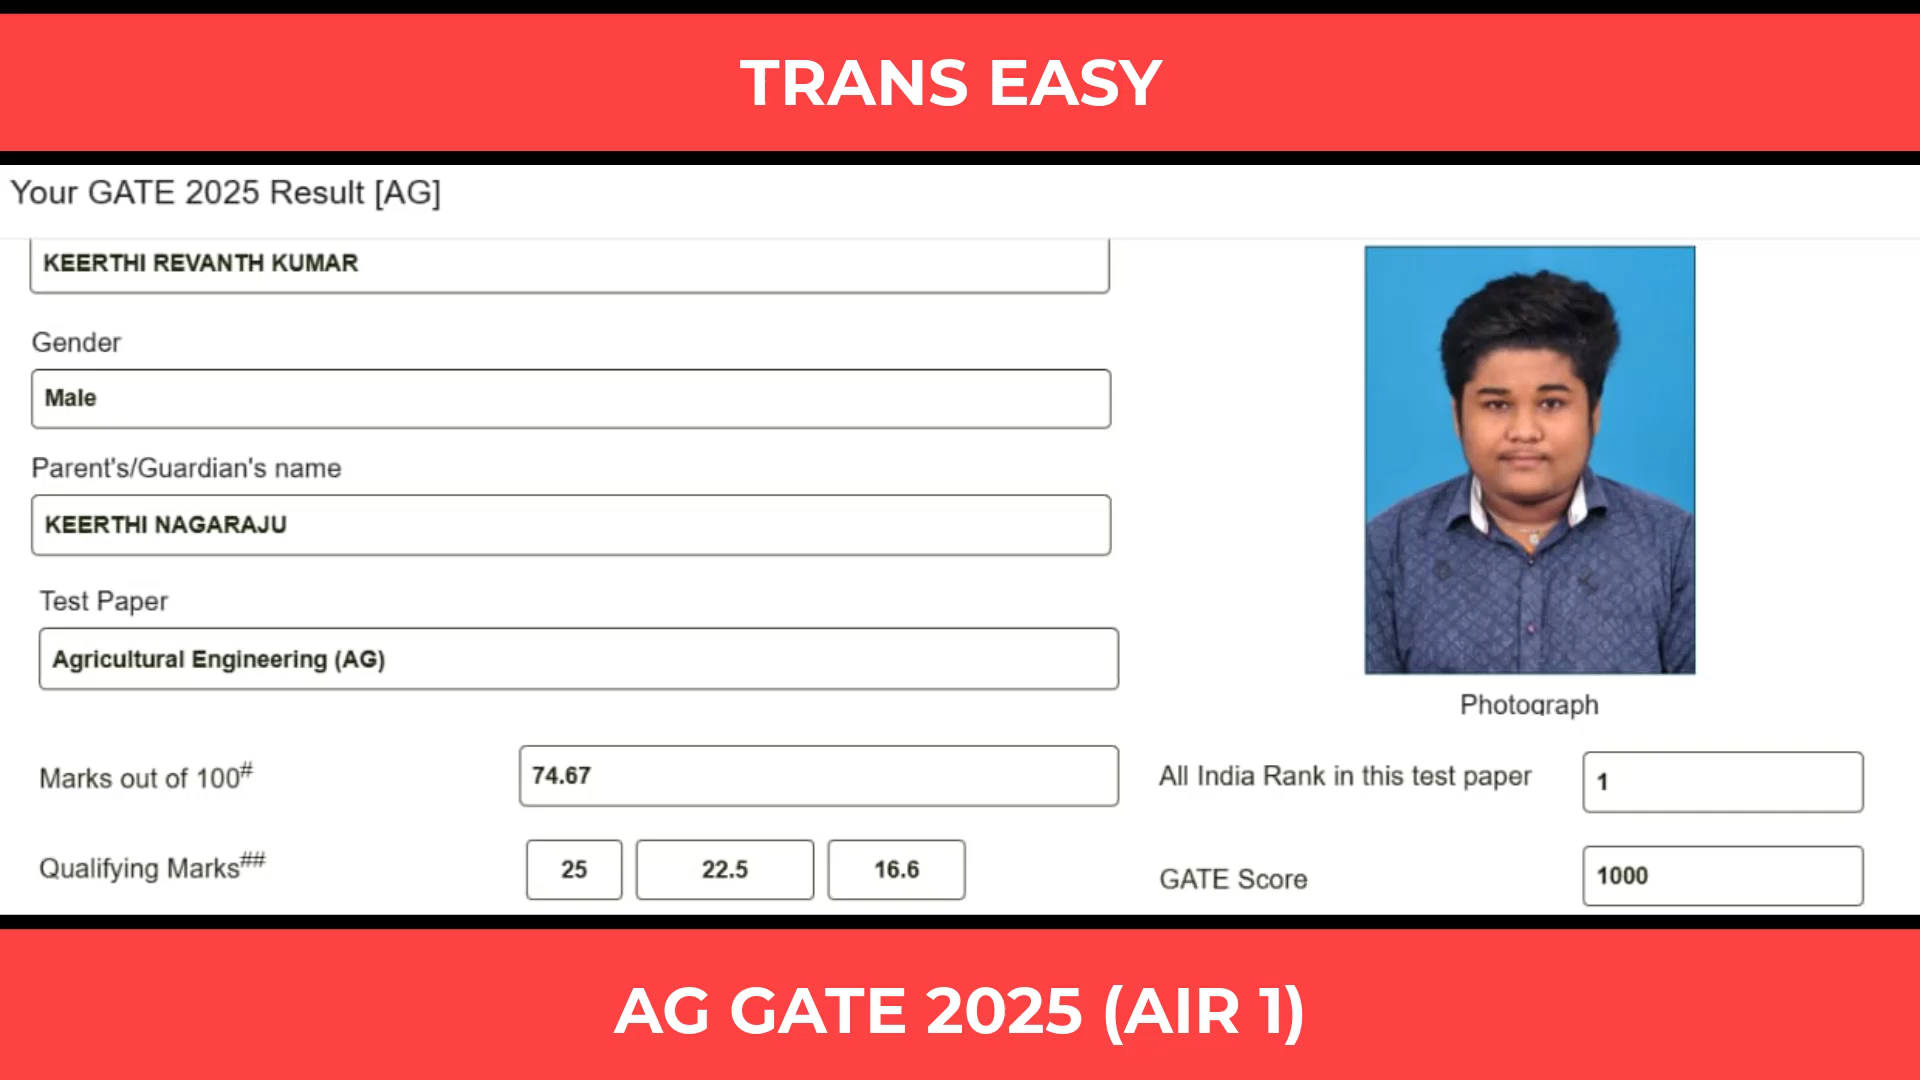 TRANS EASY
Your GATE 2025 Result [AG]
KEERTHI REVANTH KUMAR
Gender
Male
Parent's/Guardian's name
KEERTHI NAGARAJU
Test Paper
Agricultural Engineering (AG)
Photograph
Marks out of 100#
74.67
All India Rank in this test paper
1
Qualifying Marks##
25 22.5 16.6
GATE Score
1000
AG GATE 2025 (AIR 1)